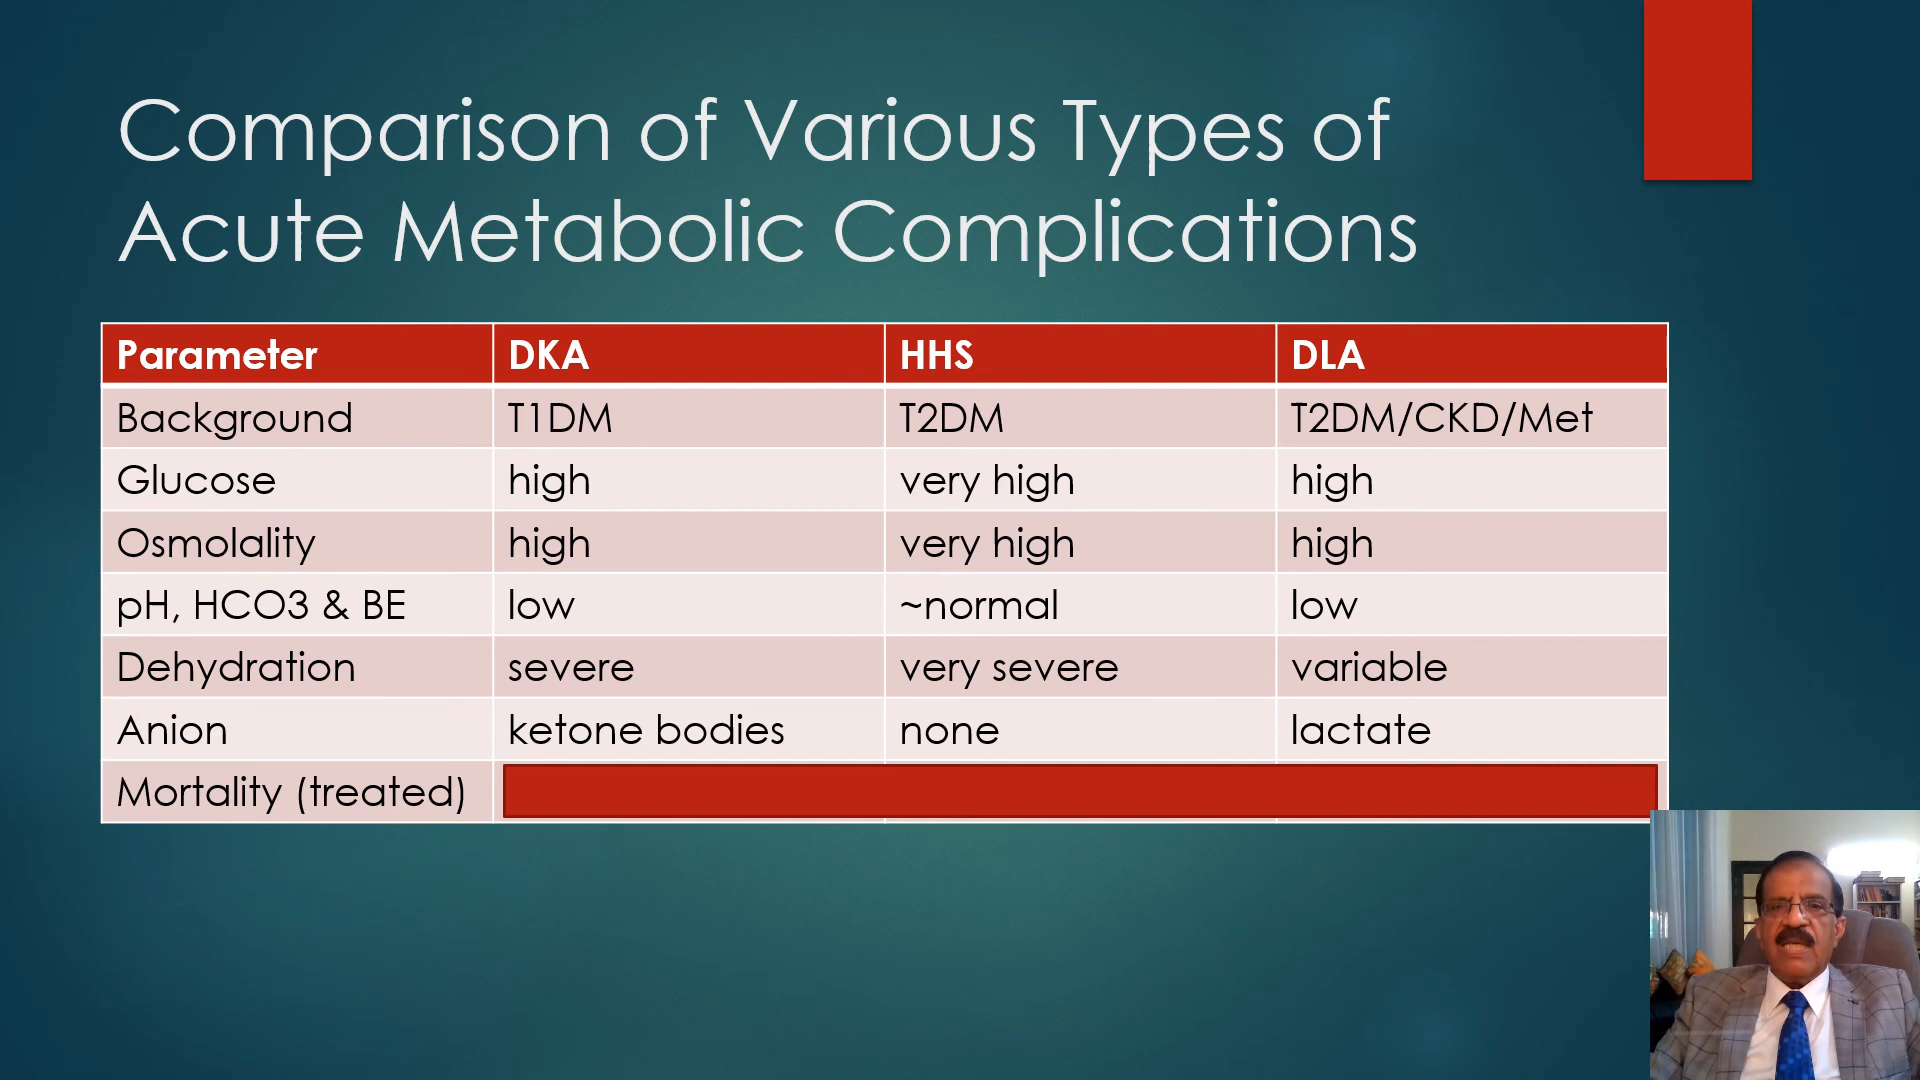 Comparison of Various Types of
Acute Metabolic Complications
Parameter DKA HHS DLA
Background T1DM T2DM T2DM/CKD/Met
Glucose high very high high
Osmolality high very high high
pH, HCO3 & BE low ~normal low
Dehydration severe very severe variable
Anion ketone bodies none lactate
Mortality (treated)